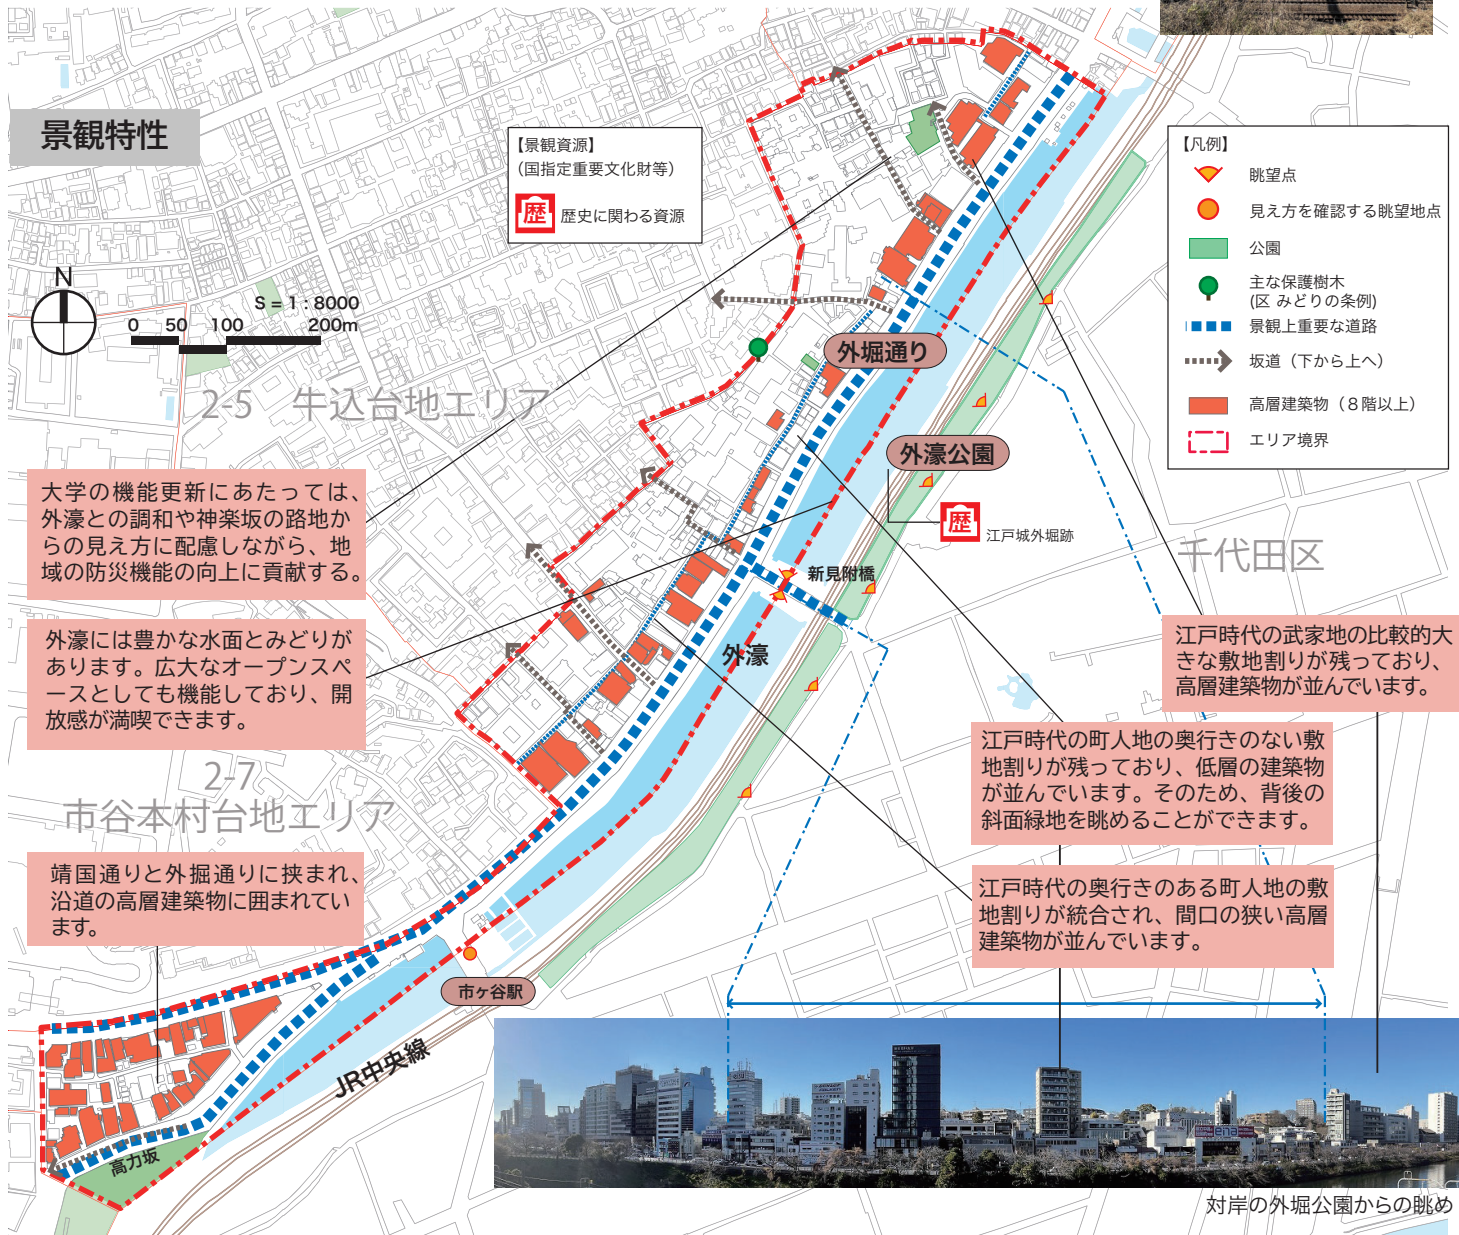 景観特性
【景観資源】
(国指定重要文化財等)
歴 歴史に関わる資源
【凡例】
眺望点
見え方を確認する眺望地点
公園
主な保護樹木
(区 みどりの条例)
景観上重要な道路
坂道（下から上へ）
高層建築物（８階以上）
エリア境界
N
S = 1 : 8000
0 50 100 200m
2-5 牛込台地エリア
外堀通り
外濠公園
歴
江戸城外堀跡
千代田区
新見附橋
外濠
大学の機能更新にあたっては、
外濠との調和や神楽坂の路地か
らの見え方に配慮しながら、地
域の防災機能の向上に貢献する。
外濠には豊かな水面とみどりが
あります。広大なオープンスペ
ースとしても機能しており、開
放感が満喫できます。
2-7
市谷本村台地エリア
靖国通りと外掘通りに挟まれ、
沿道の高層建築物に囲まれてい
ます。
江戸時代の武家地の比較的大
きな敷地割りが残っており、
高層建築物が並んでいます。
江戸時代の町人地の奥行きのない敷
地割りが残っており、低層の建築物
が並んでいます。そのため、背後の
斜面緑地を眺めることができます。
江戸時代の奥行きのある町人地の敷
地割りが統合され、間口の狭い高層
建築物が並んでいます。
市ヶ谷駅
JR中央線
高力坂
ena
対岸の外堀公園からの眺め